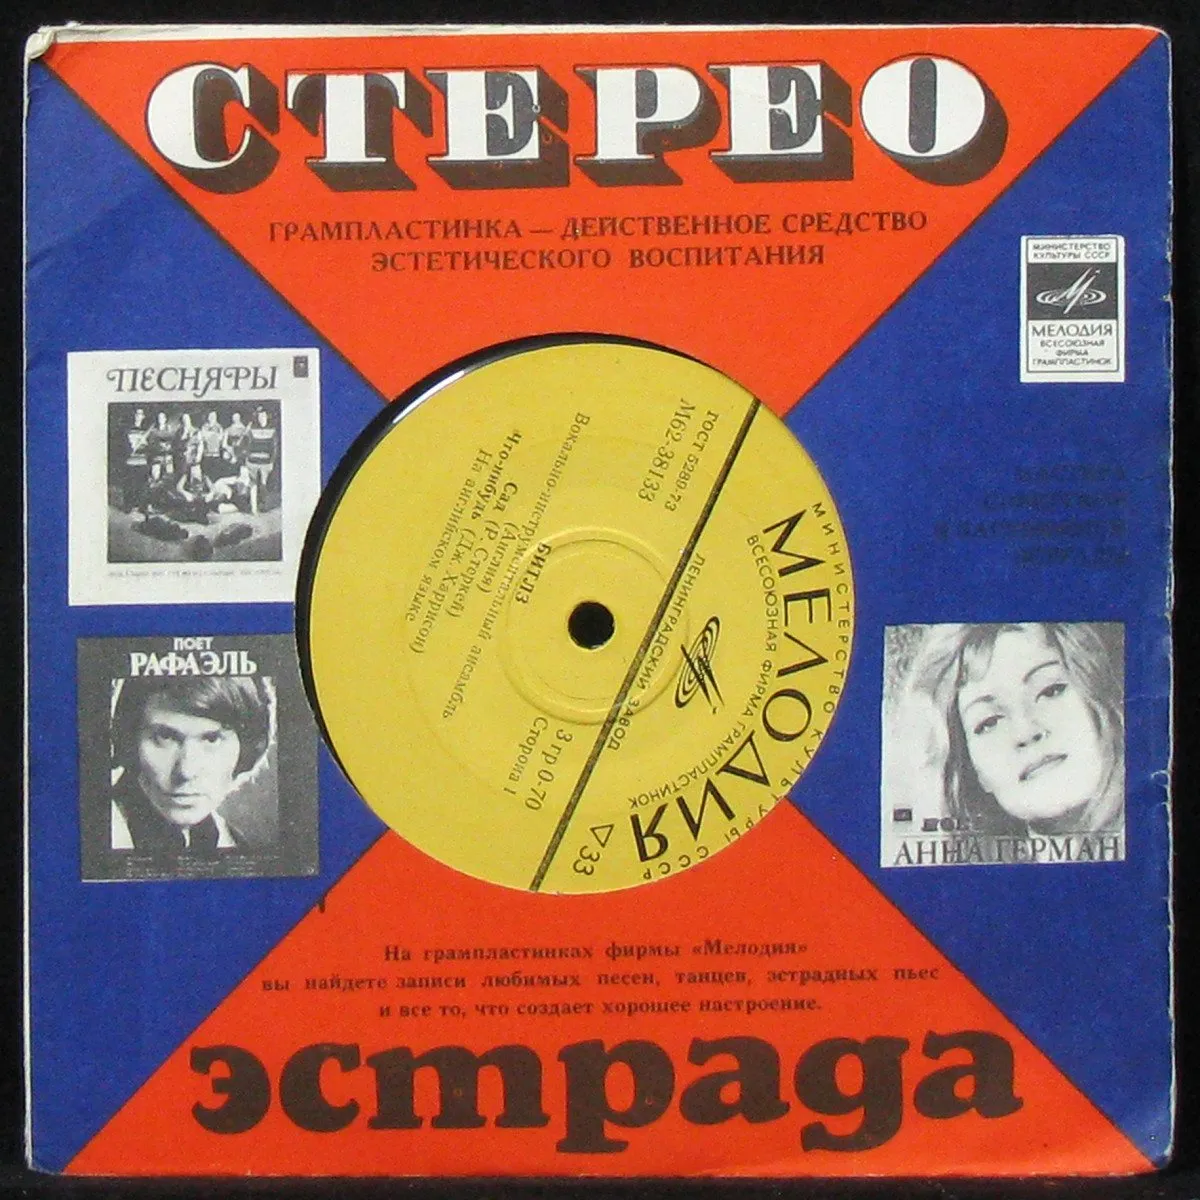 СТЕРЕО
ГРАМПЛАСТИНКА — ДЕЙСТВЕННОЕ СРЕДСТВО
ЭСТЕТИЧЕСКОГО ВОСПИТАНИЯ
МИНИСТЕРСТВО
КУЛЬТУРЫ СССР
МЕЛОДИЯ
ВСЕСОЮЗНАЯ
ФИРМА
ГРАМПЛАСТИНОК
ПЕСНЯРЫ
ПОЕТ
РАФАЭЛЬ
АННА ГЕРМАН
МИНИСТЕРСТВО КУЛЬТУРЫ СССР
МЕЛОДИЯ
ВСЕСОЮЗНАЯ ФИРМА ГРАМПЛАСТИНОК
ЛЕНИНГРАДСКИЙ ЗАВОД
▽33
ГОСТ 5289-73
М62-38133
3 гр 0-70
Сторона 1
Вокально-инструментальный ансамбль
БИТЛЗ
(Англия)
Сад (Р. Старкей)
Что-нибудь (Дж. Харрисон)
На английском языке
На грампластинках фирмы «Мелодия»
вы найдете записи любимых песен, танцев, эстрадных пьес
и все то, что создает хорошее настроение.
эстрада